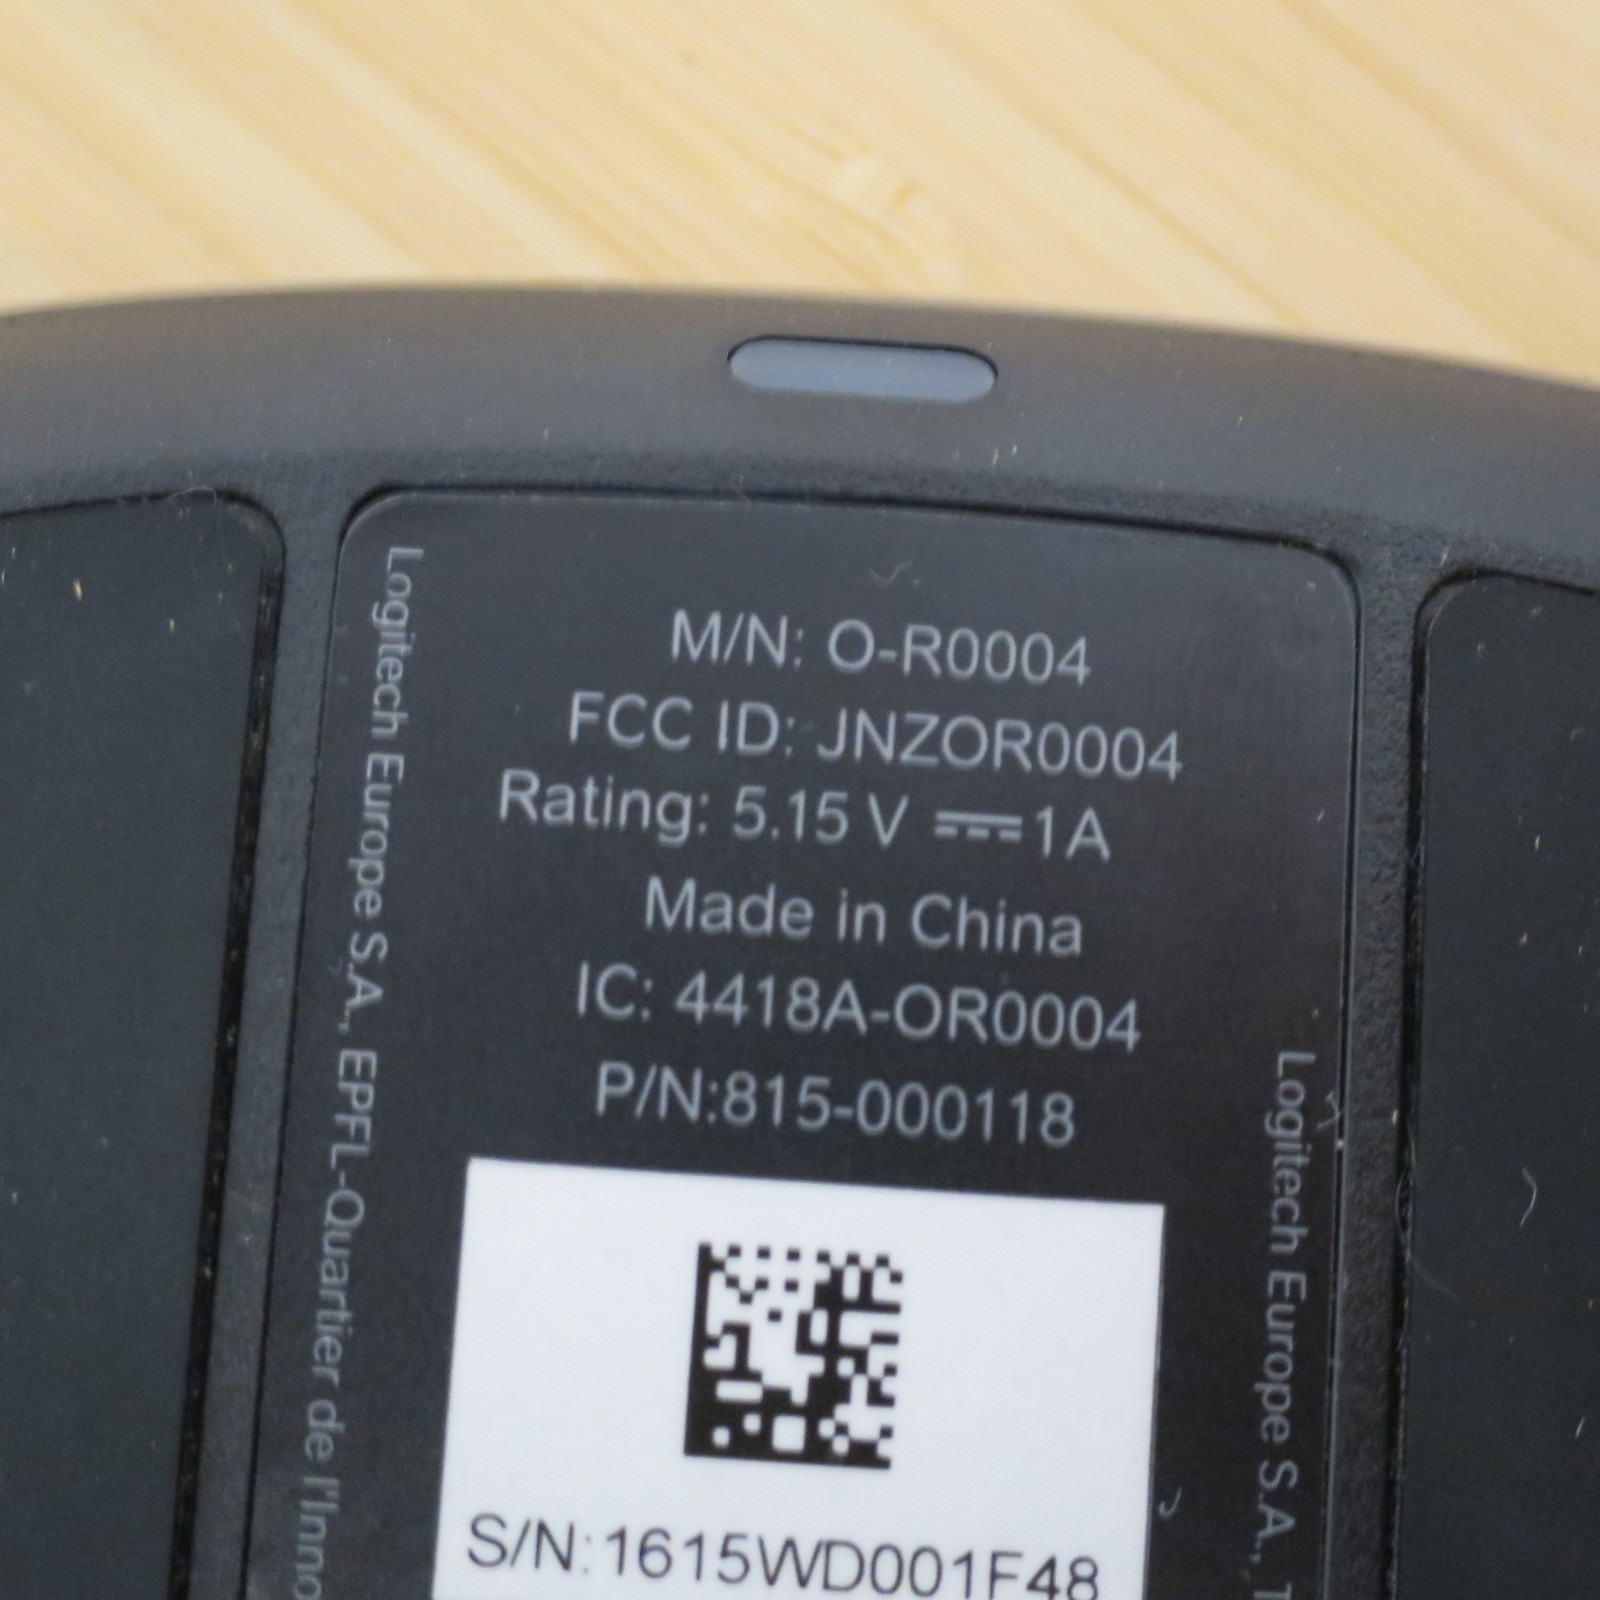 M/N: O-R0004
FCC ID: JNZOR0004
Rating: 5.15 V ⎓ 1 A
Made in China
IC: 4418A-OR0004
P/N:815-000118
S/N:1615WD001F48
Logitech Europe S.A., EPFL-Quartier de l'Inno
Logitech Europe S.A.,